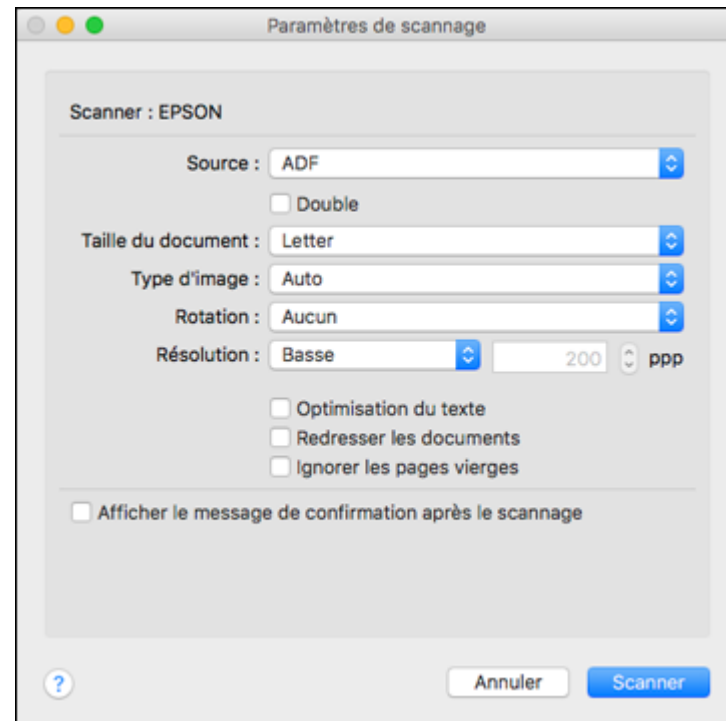 Paramètres de scannage
Scanner : EPSON
Source : ADF
Double
Taille du document : Letter
Type d'image : Auto
Rotation : Aucun
Résolution : Basse 200 ppp
Optimisation du texte
Redresser les documents
Ignorer les pages vierges
Afficher le message de confirmation après le scannage
? Annuler Scanner